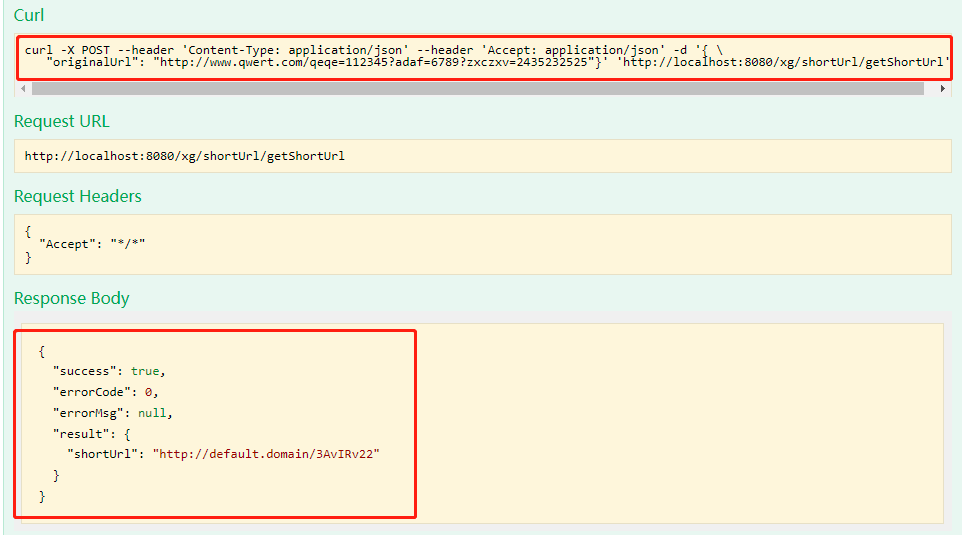 Curl
curl -X POST --header 'Content-Type: application/json' --header 'Accept: application/json' -d '{ \
"originalUrl": "http://www.qwert.com/qeqe=112345?adaf=6789?zxczxv=2435232525"}' 'http://localhost:8080/xg/shortUrl/getShortUrl'
Request URL
http://localhost:8080/xg/shortUrl/getShortUrl
Request Headers
{
"Accept": "*/*"
}
Response Body
{
"success": true,
"errorCode": 0,
"errorMsg": null,
"result": {
"shortUrl": "http://default.domain/3AvIRv22"
}
}